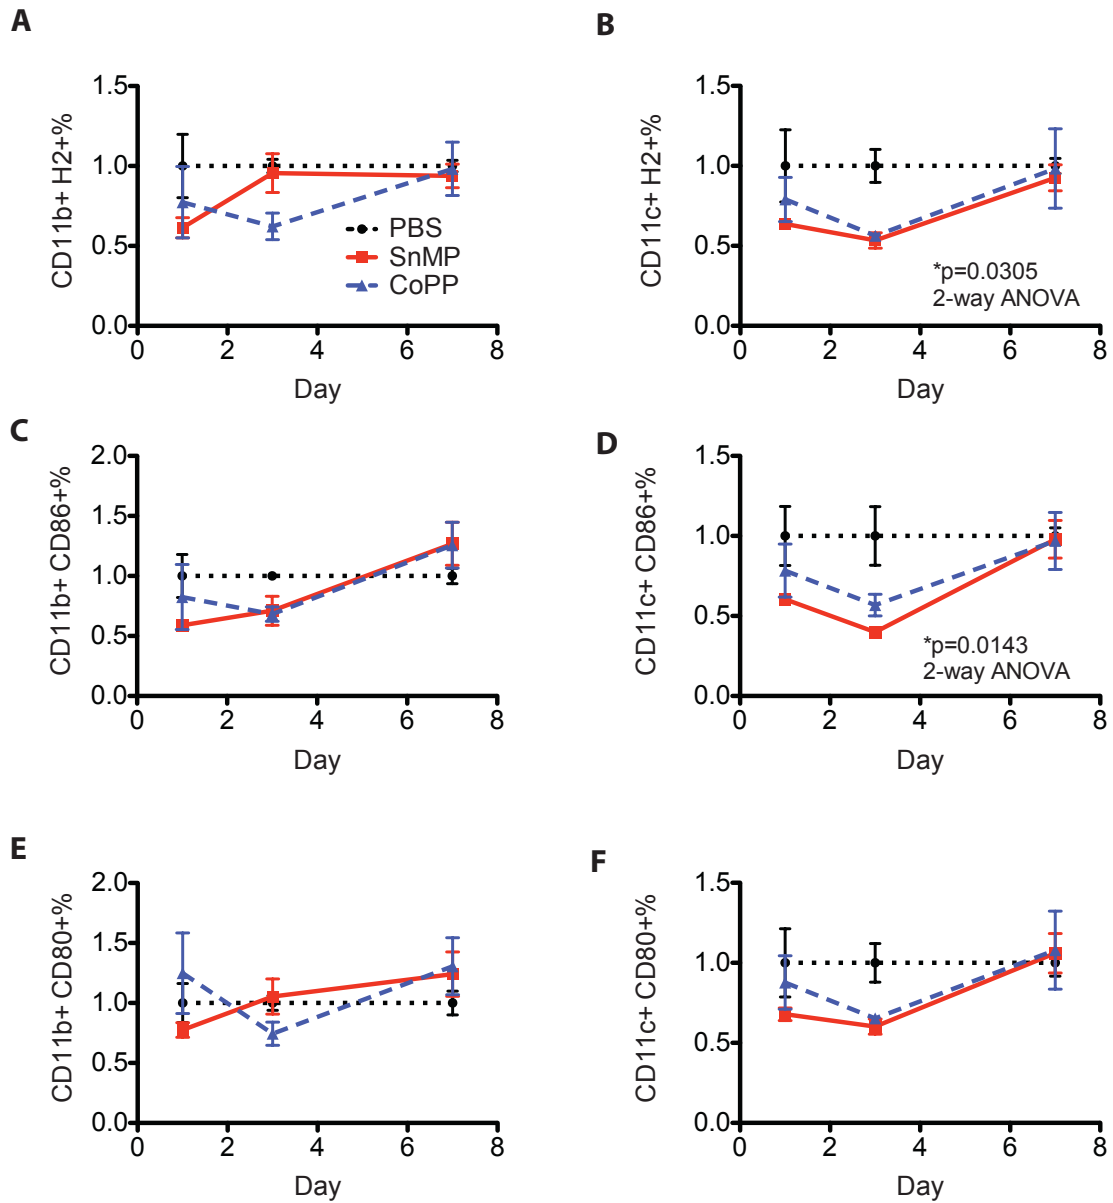 A
CD11b+ H2+%
1.5
1.0
0.5
0.0
0 2 4 6 8
Day
PBS
SnMP
CoPP
B
CD11c+ H2+%
1.5
1.0
0.5
0.0
0 2 4 6 8
Day
*p=0.0305
2-way ANOVA
C
CD11b+ CD86+%
2.0
1.5
1.0
0.5
0.0
0 2 4 6 8
Day
D
CD11c+ CD86+%
1.5
1.0
0.5
0.0
0 2 4 6 8
Day
*p=0.0143
2-way ANOVA
E
CD11b+ CD80+%
2.0
1.5
1.0
0.5
0.0
0 2 4 6 8
Day
F
CD11c+ CD80+%
1.5
1.0
0.5
0.0
0 2 4 6 8
Day